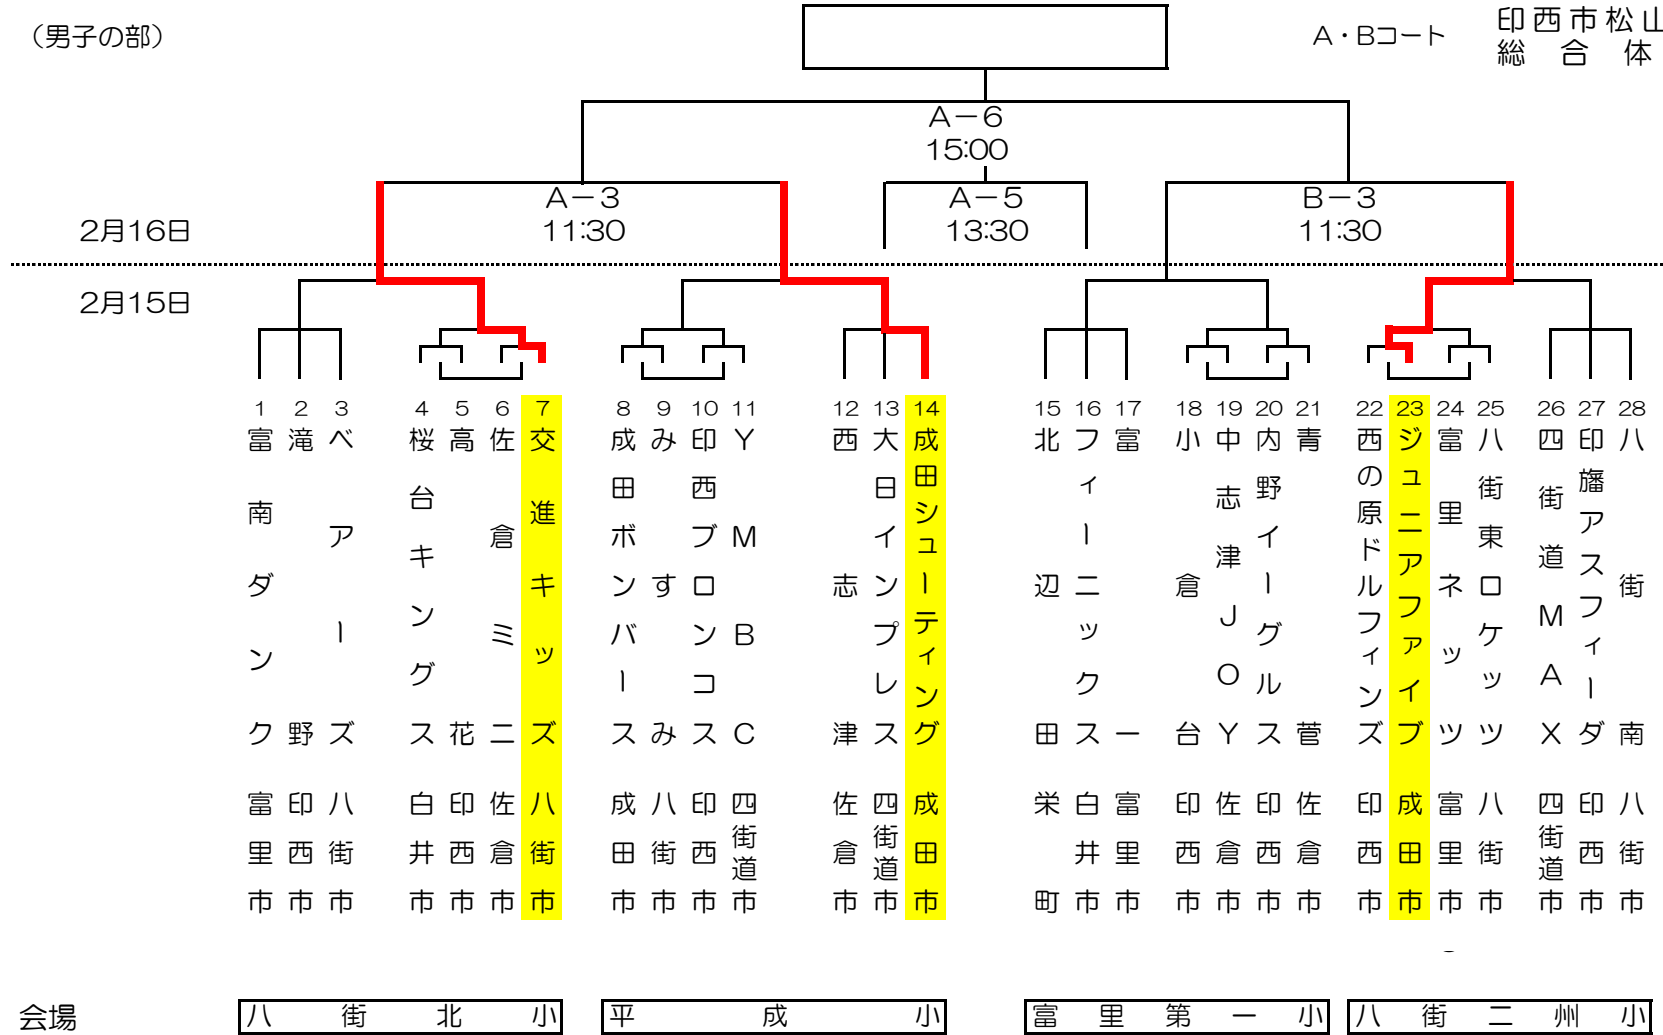 （男子の部）
A・Bコート
印西市松山
総合体
A－6
15:00
A－3
11:30
A－5
13:30
B－3
11:30
2月16日
2月15日
1 富南ダンク 富里市
2 滝野 印西市
3 ベアーズ 八街市
4 桜台キングス 白井市
5 高花 印西市
6 佐倉ミニ 佐倉市
7 交進キッズ 八街市
8 成田ボンバース 成田市
9 みすみ 八街市
10 印西ブロンコス 印西市
11 YMBC 四街道市
12 西志津 佐倉市
13 大日インプレス 四街道市
14 成田シューティング 成田市
15 北辺田 栄町
16 フィーニックス 白井市
17 富一 富里市
18 小倉台 印西市
19 中志津JOY 佐倉市
20 内野イーグルス 印西市
21 青菅 佐倉市
22 西の原ドルフィンズ 印西市
23 ジュニアファイブ 成田市
24 富里ネッツ 富里市
25 八街東ロケッツ 八街市
26 四街道MAX 四街道市
27 印旛アスフィーダ 印西市
28 八街南 八街市
会場
八街北小
平成小
富里第一小
八街二州小